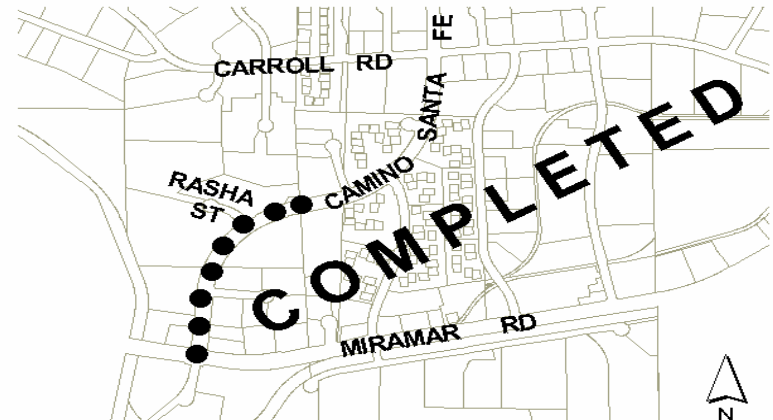 CARROLL RD
CAMINO SANTA FE
RASHA
ST
COMPLETED
MIRAMAR RD
N